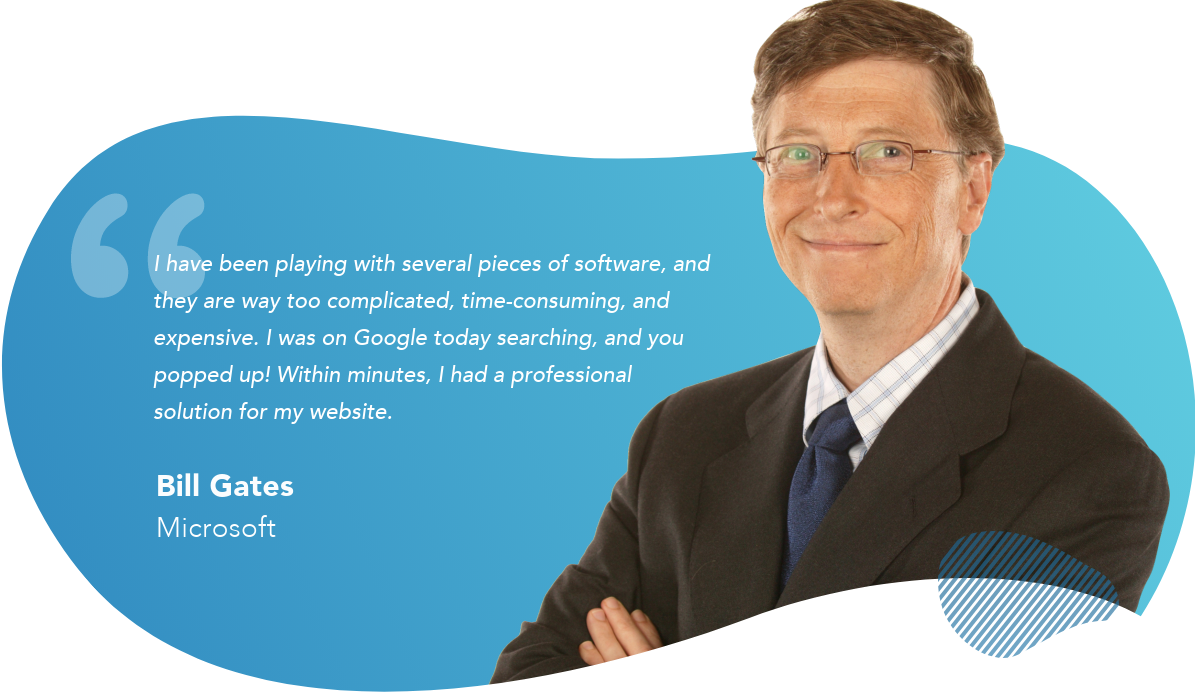 I have been playing with several pieces of software, and
they are way too complicated, time-consuming, and
expensive. I was on Google today searching, and you
popped up! Within minutes, I had a professional
solution for my website.
Bill Gates
Microsoft